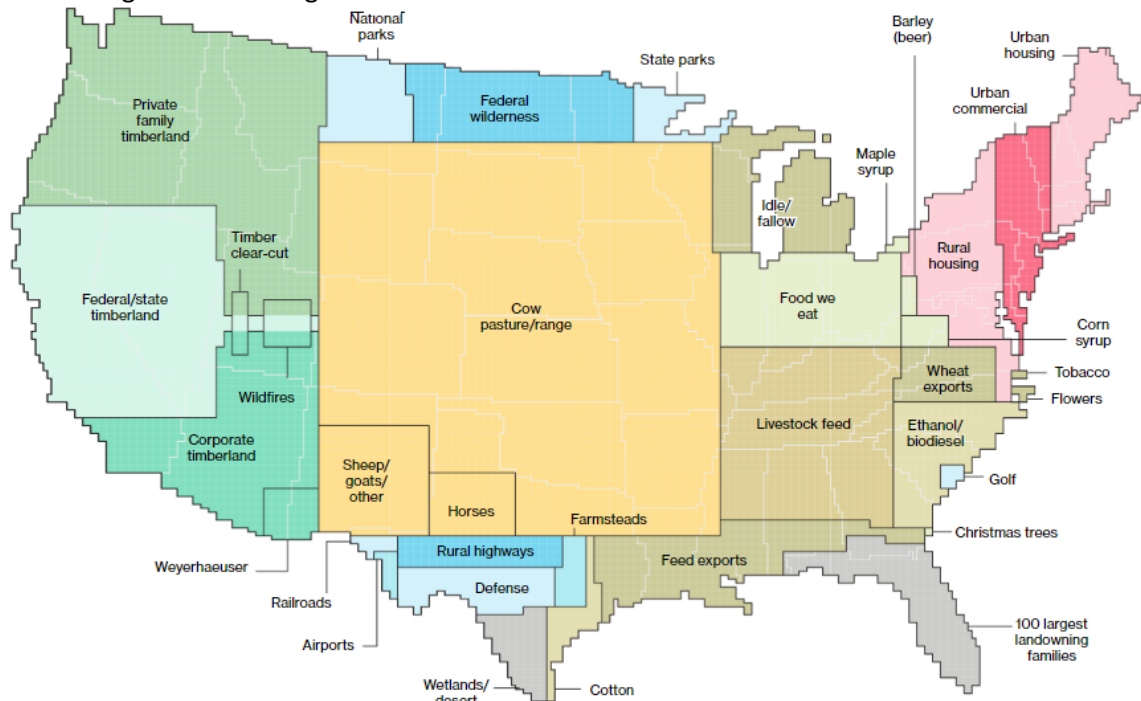 National
parks
State parks
Barley
(beer)
Urban
housing
Urban
commercial
Private
family
timberland
Federal
wilderness
Maple
syrup
Idle/
fallow
Timber
clear-cut
Rural
housing
Federal/state
timberland
Cow
pasture/range
Food we
eat
Corn
syrup
Wildfires
Wheat
exports
Tobacco
Flowers
Corporate
timberland
Livestock feed
Ethanol/
biodiesel
Sheep/
goats/
other
Golf
Horses
Farmsteads
Christmas trees
Weyerhaeuser
Rural highways
Feed exports
Railroads
Defense
Airports
100 largest
landowning
families
Wetlands/
desert
Cotton